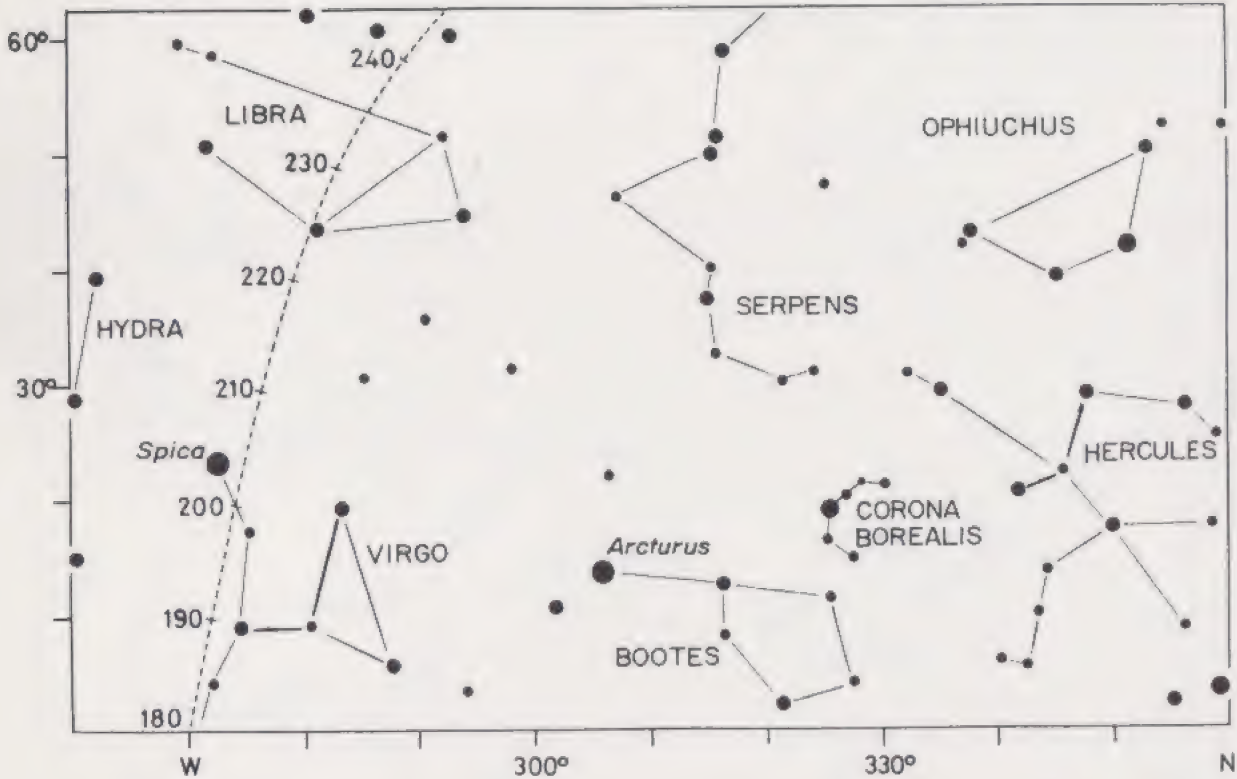 60°
240
LIBRA
OPHIUCHUS
230
220
HYDRA
SERPENS
30°
210
Spica
HERCULES
200
CORONA
BOREALIS
VIRGO
Arcturus
190
BOOTES
180
W
300°
330°
N